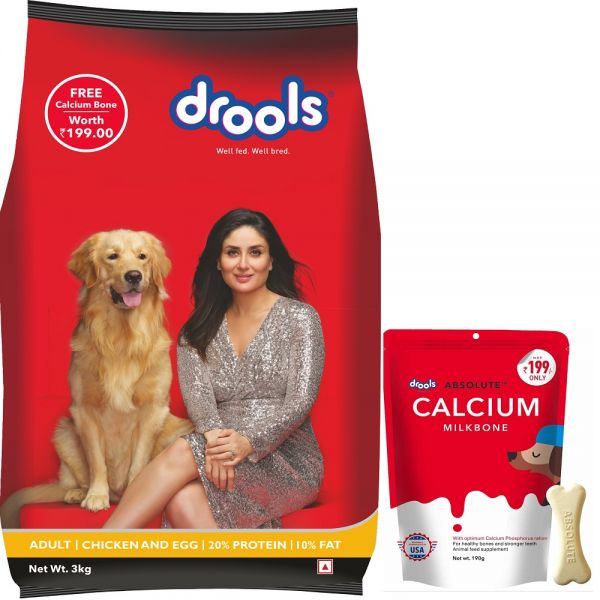 FREE
Calcium Bone
Worth
₹199.00
drools®
Well fed. Well bred.
ADULT | CHICKEN AND EGG | 20% PROTEIN | 10% FAT
Net Wt. 3kg
MRP
₹199/-
ONLY
drools ABSOLUTE™
CALCIUM
MILKBONE
ABSOLUTE
With optimum Calcium Phosphorus ration
For healthy bones and stronger teeth
Animal feed supplement
Net wt. 190g
USA